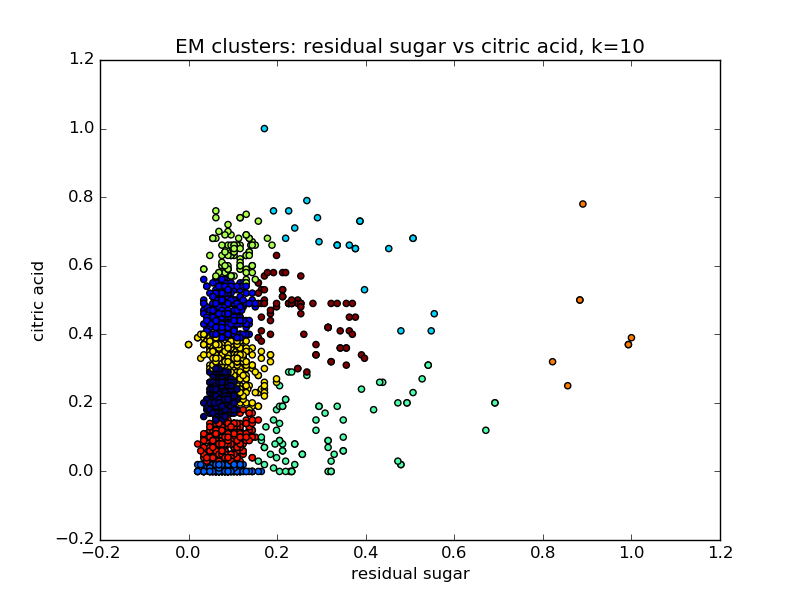 EM clusters: residual sugar vs citric acid, k=10
1.2
1.0
0.8
0.6
0.4
0.2
0.0
−0.2
citric acid
−0.2 0.0 0.2 0.4 0.6 0.8 1.0 1.2
residual sugar